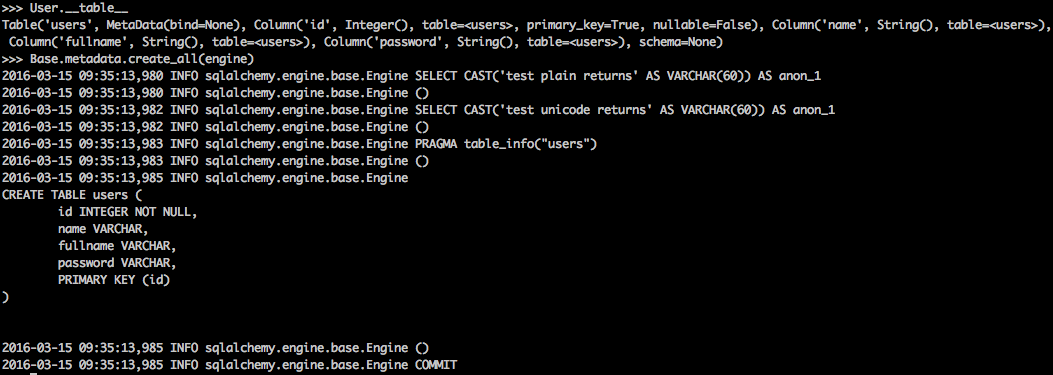 >>> User.__table__
Table('users', MetaData(bind=None), Column('id', Integer(), table=<users>, primary_key=True, nullable=False), Column('name', String(), table=<users>),
 Column('fullname', String(), table=<users>), Column('password', String(), table=<users>), schema=None)
>>> Base.metadata.create_all(engine)
2016-03-15 09:35:13,980 INFO sqlalchemy.engine.base.Engine SELECT CAST('test plain returns' AS VARCHAR(60)) AS anon_1
2016-03-15 09:35:13,980 INFO sqlalchemy.engine.base.Engine ()
2016-03-15 09:35:13,982 INFO sqlalchemy.engine.base.Engine SELECT CAST('test unicode returns' AS VARCHAR(60)) AS anon_1
2016-03-15 09:35:13,982 INFO sqlalchemy.engine.base.Engine ()
2016-03-15 09:35:13,983 INFO sqlalchemy.engine.base.Engine PRAGMA table_info("users")
2016-03-15 09:35:13,983 INFO sqlalchemy.engine.base.Engine ()
2016-03-15 09:35:13,985 INFO sqlalchemy.engine.base.Engine
CREATE TABLE users (
        id INTEGER NOT NULL,
        name VARCHAR,
        fullname VARCHAR,
        password VARCHAR,
        PRIMARY KEY (id)
)
2016-03-15 09:35:13,985 INFO sqlalchemy.engine.base.Engine ()
2016-03-15 09:35:13,985 INFO sqlalchemy.engine.base.Engine COMMIT